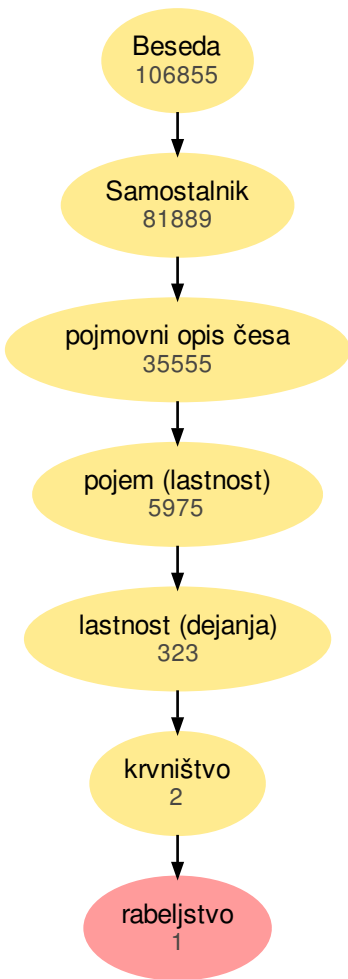 Beseda
106855
Samostalnik
81889
pojmovni opis česa
35555
pojem (lastnost)
5975
lastnost (dejanja)
323
krvništvo
2
rabeljstvo
1